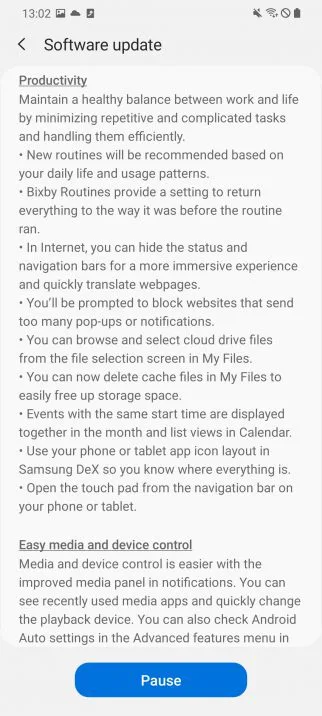 13:02
Software update
Productivity
Maintain a healthy balance between work and life
by minimizing repetitive and complicated tasks
and handling them efficiently.
• New routines will be recommended based on
your daily life and usage patterns.
• Bixby Routines provide a setting to return
everything to the way it was before the routine
ran.
• In Internet, you can hide the status and
navigation bars for a more immersive experience
and quickly translate webpages.
• You’ll be prompted to block websites that send
too many pop-ups or notifications.
• You can browse and select cloud drive files
from the file selection screen in My Files.
• You can now delete cache files in My Files to
easily free up storage space.
• Events with the same start time are displayed
together in the month and list views in Calendar.
• Use your phone or tablet app icon layout in
Samsung DeX so you know where everything is.
• Open the touch pad from the navigation bar on
your phone or tablet.
Easy media and device control
Media and device control is easier with the
improved media panel in notifications. You can
see recently used media apps and quickly change
the playback device. You can also check Android
Auto settings in the Advanced features menu in
Pause